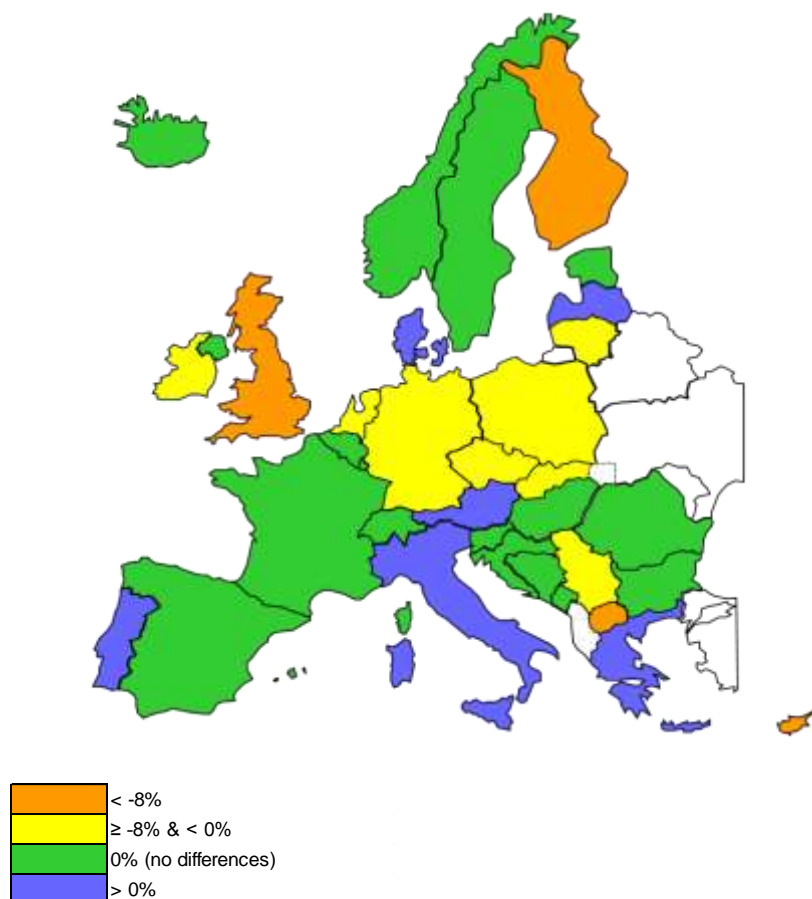 < -8%
≥ -8% & < 0%
0% (no differences)
> 0%